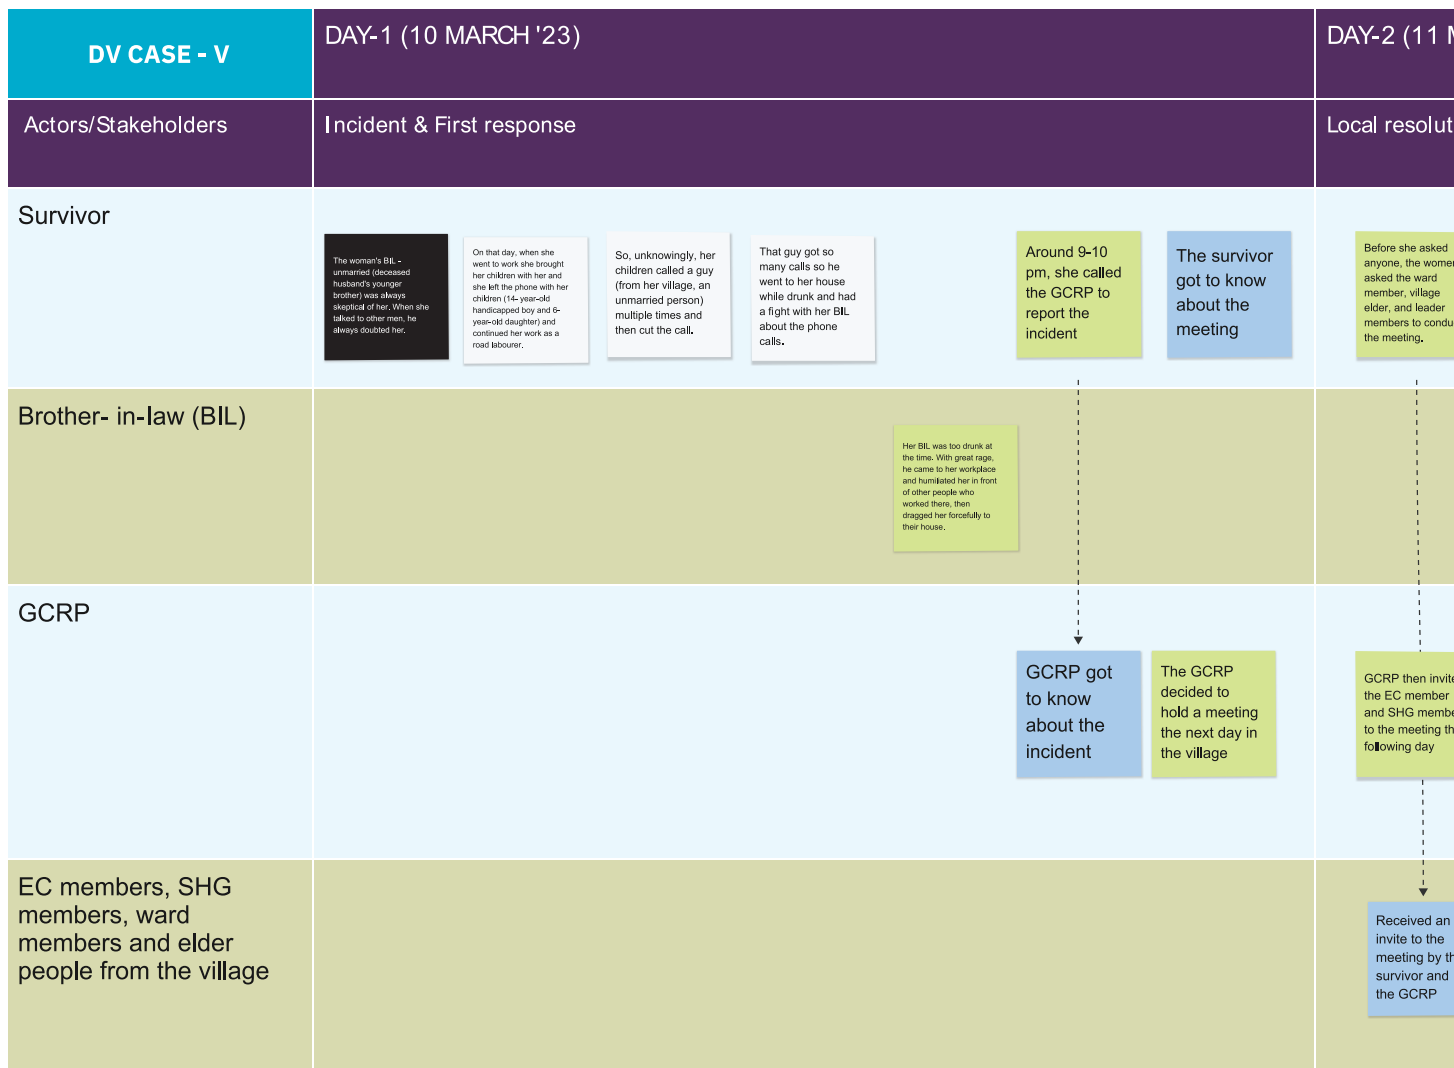 DV CASE - V
DAY-1 (10 MARCH '23)
DAY-2 (11
Actors/Stakeholders
Incident & First response
Local resolut
Survivor
The woman's BIL -
unmarried (deceased
husband's younger
brother) was always
skeptical of her. When she
talked to other men, he
always doubted her.
On that day, when she
went to work she brought
her children with her and
she left the phone with her
children (14- year-old
handicapped boy and 6-
year-old daughter) and
continued her work as a
road labourer.
So, unknowingly, her
children called a guy
(from her village, an
unmarried person)
multiple times and
then cut the call.
That guy got so
many calls so he
went to her house
while drunk and had
a fight with her BIL
about the phone
calls.
Around 9-10
pm, she called
the GCRP to
report the
incident
The survivor
got to know
about the
meeting
Before she asked
anyone, the women
asked the ward
member, village
elder, and leader
members to condu
the meeting.
Brother- in-law (BIL)
Her BIL was too drunk at
the time. With great rage,
he came to her workplace
and humiliated her in front
of other people who
worked there, then
dragged her forcefully to
their house.
GCRP
GCRP got
to know
about the
incident
The GCRP
decided to
hold a meeting
the next day in
the village
GCRP then invite
the EC member
and SHG membe
to the meeting th
following day
EC members, SHG
members, ward
members and elder
people from the village
Received an
invite to the
meeting by th
survivor and
the GCRP